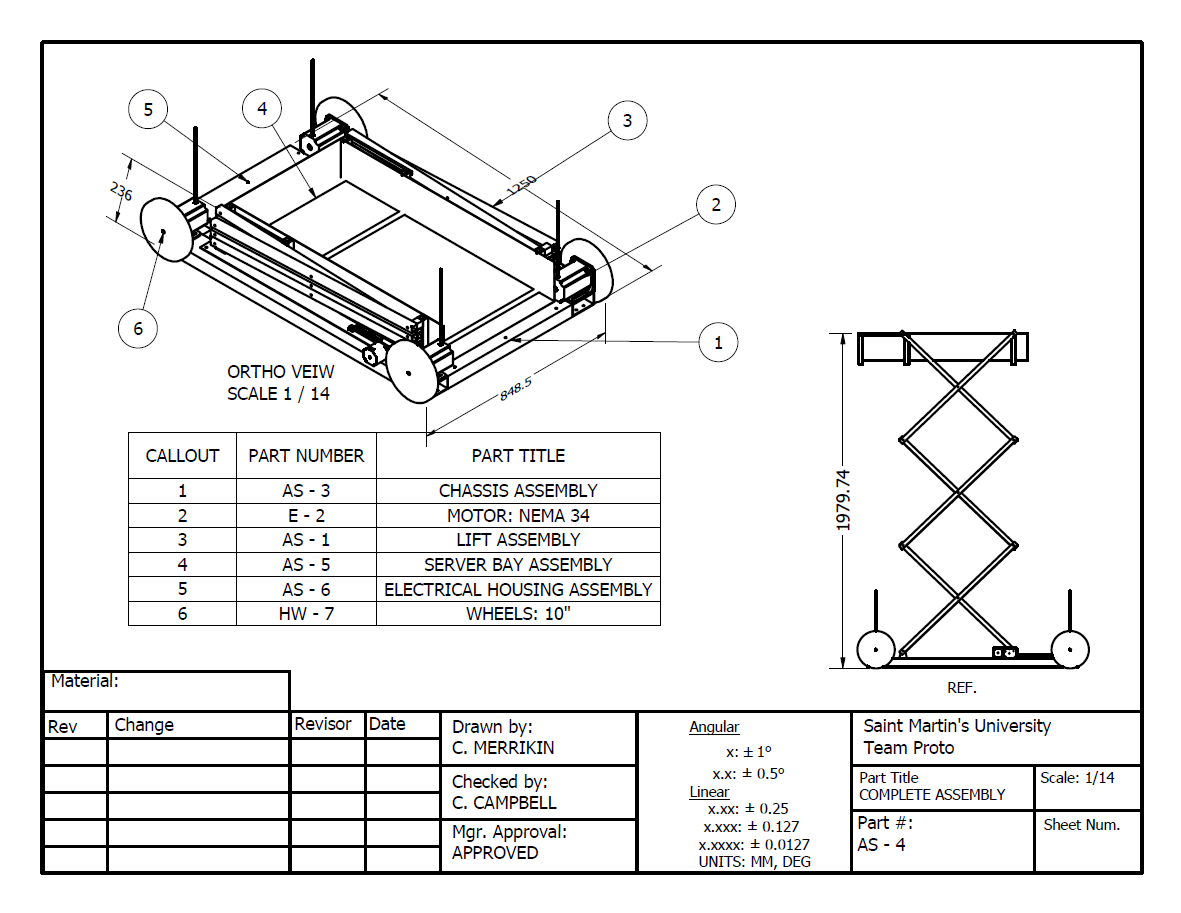 5
4
3
2
1
6
236
1250
848.5
1979.74
ORTHO VEIW
SCALE 1 / 14
REF.
CALLOUT PART NUMBER PART TITLE
1 AS - 3 CHASSIS ASSEMBLY
2 E - 2 MOTOR: NEMA 34
3 AS - 1 LIFT ASSEMBLY
4 AS - 5 SERVER BAY ASSEMBLY
5 AS - 6 ELECTRICAL HOUSING ASSEMBLY
6 HW - 7 WHEELS: 10"
Material:
Rev Change Revisor Date
Drawn by:
C. MERRIKIN
Checked by:
C. CAMPBELL
Mgr. Approval:
APPROVED
Angular
x: ± 1°
x.x: ± 0.5°
Linear
x.xx: ± 0.25
x.xxx: ± 0.127
x.xxxx: ± 0.0127
UNITS: MM, DEG
Saint Martin's University
Team Proto
Part Title
COMPLETE ASSEMBLY
Scale: 1/14
Part #:
AS - 4
Sheet Num.